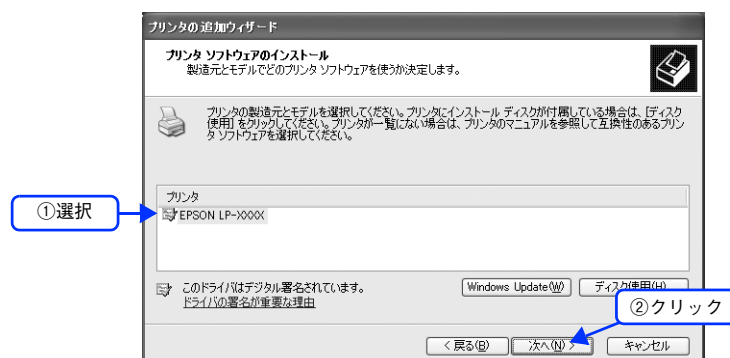 プリンタの追加ウィザード
プリンタ ソフトウェアのインストール
製造元とモデルでどのプリンタ ソフトウェアを使うか決定します。
プリンタの製造元とモデルを選択してください。プリンタにインストール ディスクが付属している場合は、[ディスク
使用] をクリックしてください。プリンタが一覧にない場合は、プリンタのマニュアルを参照して互換性のあるプリン
タ ソフトウェアを選択してください。
プリンタ
①選択
EPSON LP-XXXX
このドライバはデジタル署名されています。
ドライバの署名が重要な理由
Windows Update(W)
ディスク使用(H)
②クリック
< 戻る(B)
次へ(N) >
キャンセル